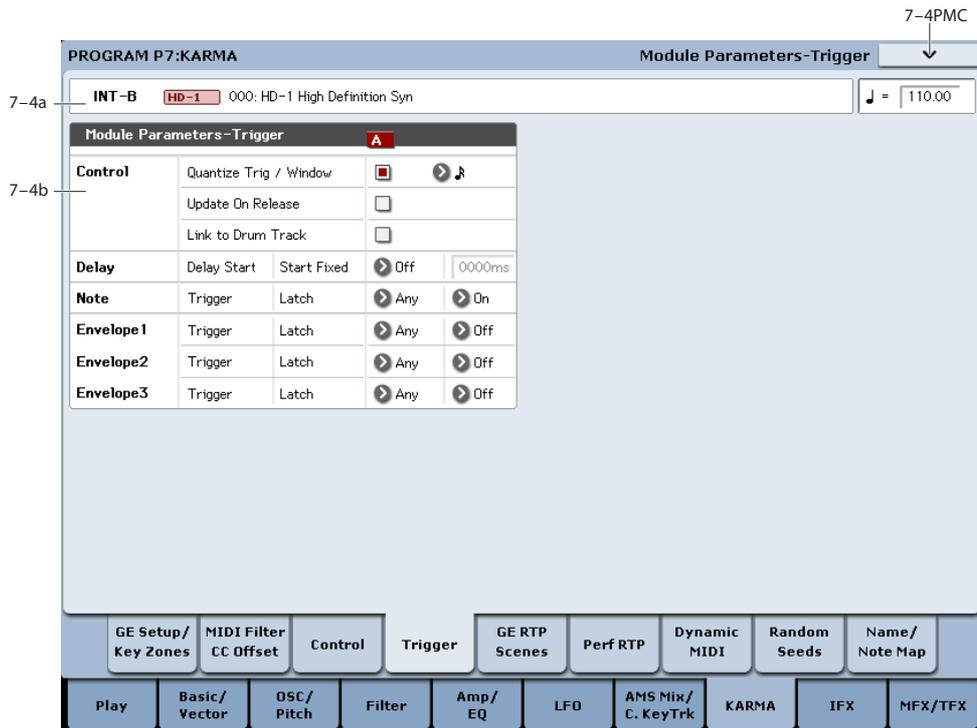 7–4PMC
PROGRAM P7:KARMA Module Parameters-Trigger
7–4a
INT-B HD-1 000: HD-1 High Definition Syn ♩ = 110.00
Module Parameters-Trigger A
7–4b
Control Quantize Trig / Window ♪
Update On Release
Link to Drum Track
Delay Delay Start Start Fixed Off 0000ms
Note Trigger Latch Any On
Envelope1 Trigger Latch Any Off
Envelope2 Trigger Latch Any Off
Envelope3 Trigger Latch Any Off
GE Setup/ MIDI Filter Control Trigger GE RTP Perf RTP Dynamic Random Name/
Key Zones CC Offset Scenes MIDI Seeds Note Map
Play Basic/ OSC/ Filter Amp/ LFO AMS Mix/ KARMA IFX MFX/TFX
Vector Pitch EQ C. KeyTrk